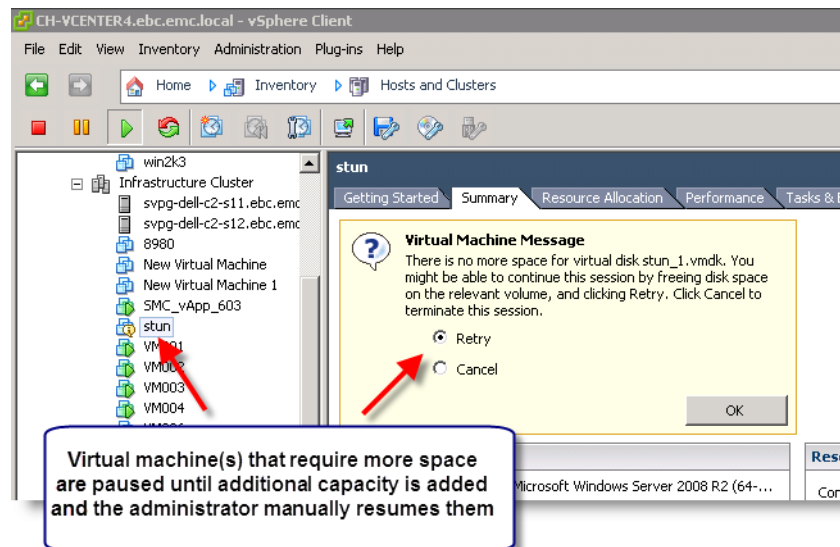 CH-VCENTER4.ebc.emc.local - vSphere Client
File Edit View Inventory Administration Plug-ins Help
Home Inventory Hosts and Clusters
win2k3
Infrastructure Cluster
svpg-dell-c2-s11.ebc.emc
svpg-dell-c2-s12.ebc.emc
8980
New Virtual Machine
New Virtual Machine 1
SMC_vApp_603
stun
VM001
VM002
VM003
VM004
stun
Getting Started Summary Resource Allocation Performance Tasks &
Virtual Machine Message
There is no more space for virtual disk stun_1.vmdk. You
might be able to continue this session by freeing disk space
on the relevant volume, and clicking Retry. Click Cancel to
terminate this session.
Retry
Cancel
OK
Microsoft Windows Server 2008 R2 (64-...
Virtual machine(s) that require more space
are paused until additional capacity is added
and the administrator manually resumes them